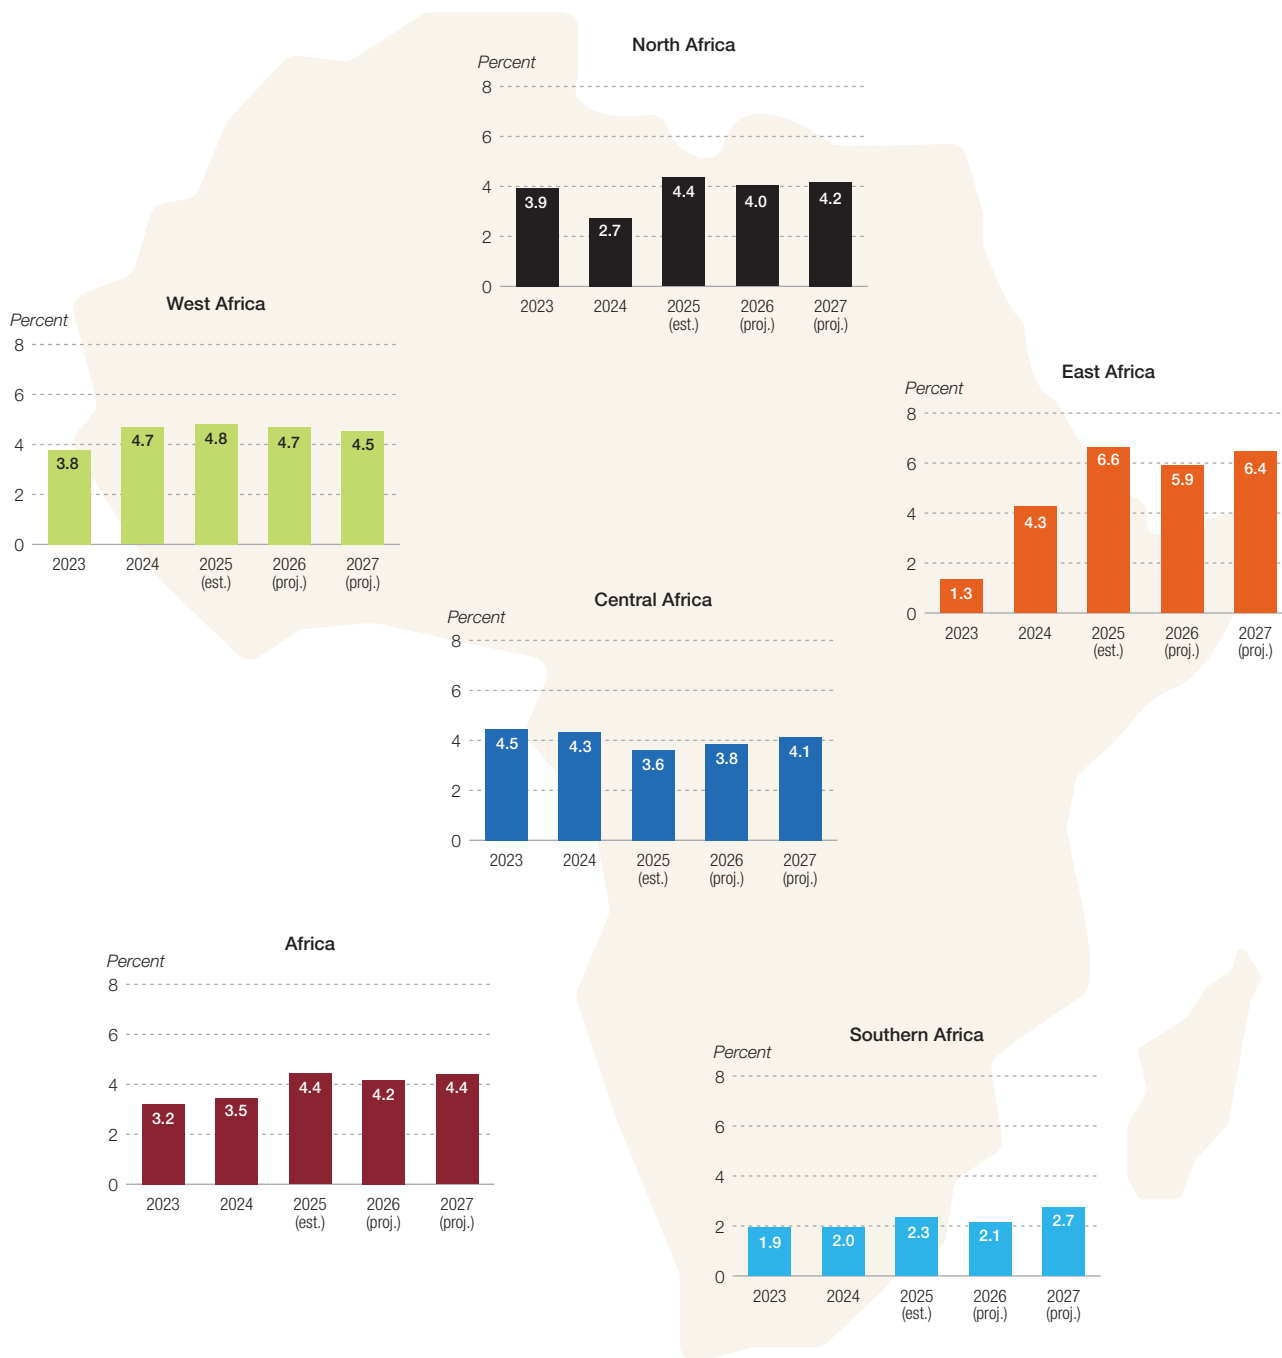 North Africa
Percent
8
6
4
2
0
3.9
2.7
4.4
4.0
4.2
2023 2024 2025 2026 2027
(est.) (proj.) (proj.)
West Africa
Percent
8
6
4
2
0
3.8
4.7
4.8
4.7
4.5
2023 2024 2025 2026 2027
(est.) (proj.) (proj.)
East Africa
Percent
8
6
4
2
0
1.3
4.3
6.6
5.9
6.4
2023 2024 2025 2026 2027
(est.) (proj.) (proj.)
Central Africa
Percent
8
6
4
2
0
4.5
4.3
3.6
3.8
4.1
2023 2024 2025 2026 2027
(est.) (proj.) (proj.)
Africa
Percent
8
6
4
2
0
3.2
3.5
4.4
4.2
4.4
2023 2024 2025 2026 2027
(est.) (proj.) (proj.)
Southern Africa
Percent
8
6
4
2
0
1.9
2.0
2.3
2.1
2.7
2023 2024 2025 2026 2027
(est.) (proj.) (proj.)